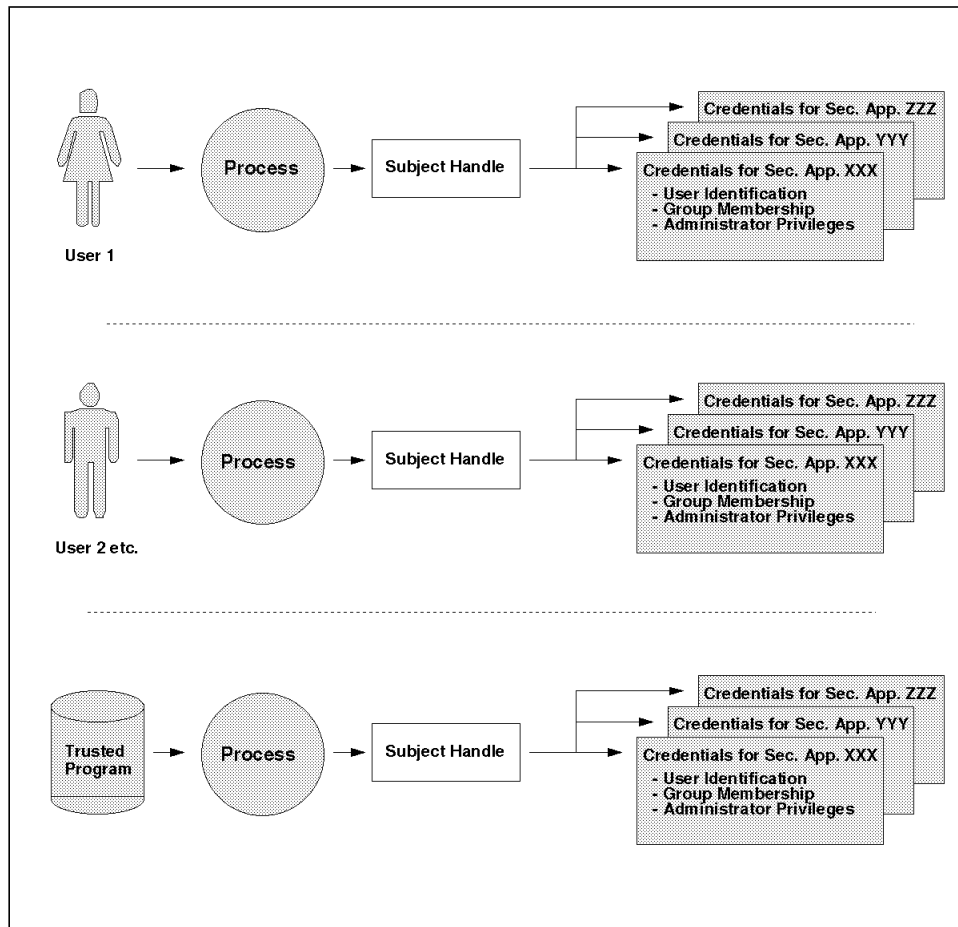 Credentials for Sec. App. ZZZ
Credentials for Sec. App. YYY
Process
Subject Handle
Credentials for Sec. App. XXX
- User Identification
- Group Membership
- Administrator Privileges
User 1
Credentials for Sec. App. ZZZ
Credentials for Sec. App. YYY
Process
Subject Handle
Credentials for Sec. App. XXX
- User Identification
- Group Membership
- Administrator Privileges
User 2 etc.
Credentials for Sec. App. ZZZ
Credentials for Sec. App. YYY
Trusted
Program
Process
Subject Handle
Credentials for Sec. App. XXX
- User Identification
- Group Membership
- Administrator Privileges